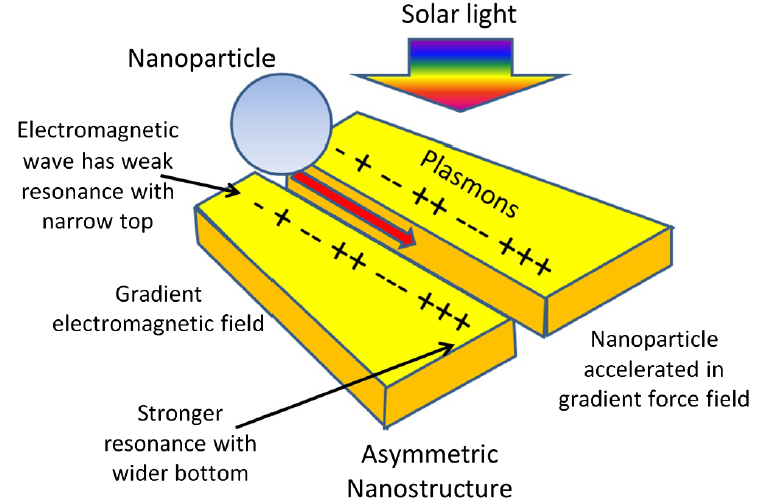 Solar light
Nanoparticle
Electromagnetic
wave has weak
resonance with
narrow top
Plasmons
- + -- ++ --- +++
- + -- ++ --- +++
Gradient
electromagnetic field
Nanoparticle
accelerated in
gradient force field
Stronger
resonance with
wider bottom
Asymmetric
Nanostructure